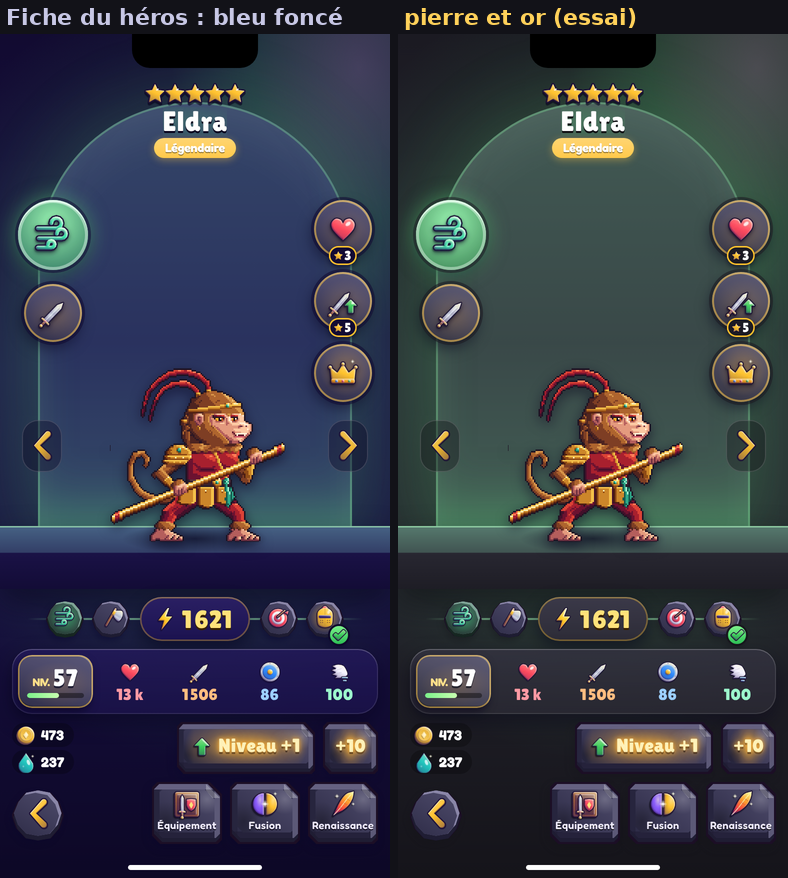 Fiche du héros : bleu foncé
Eldra
Légendaire
3
5
1621
NIV. 57
13 k
1506
86
100
473
237
Niveau +1
+10
Équipement
Fusion
Renaissance
pierre et or (essai)
Eldra
Légendaire
3
5
1621
NIV. 57
13 k
1506
86
100
473
237
Niveau +1
+10
Équipement
Fusion
Renaissance